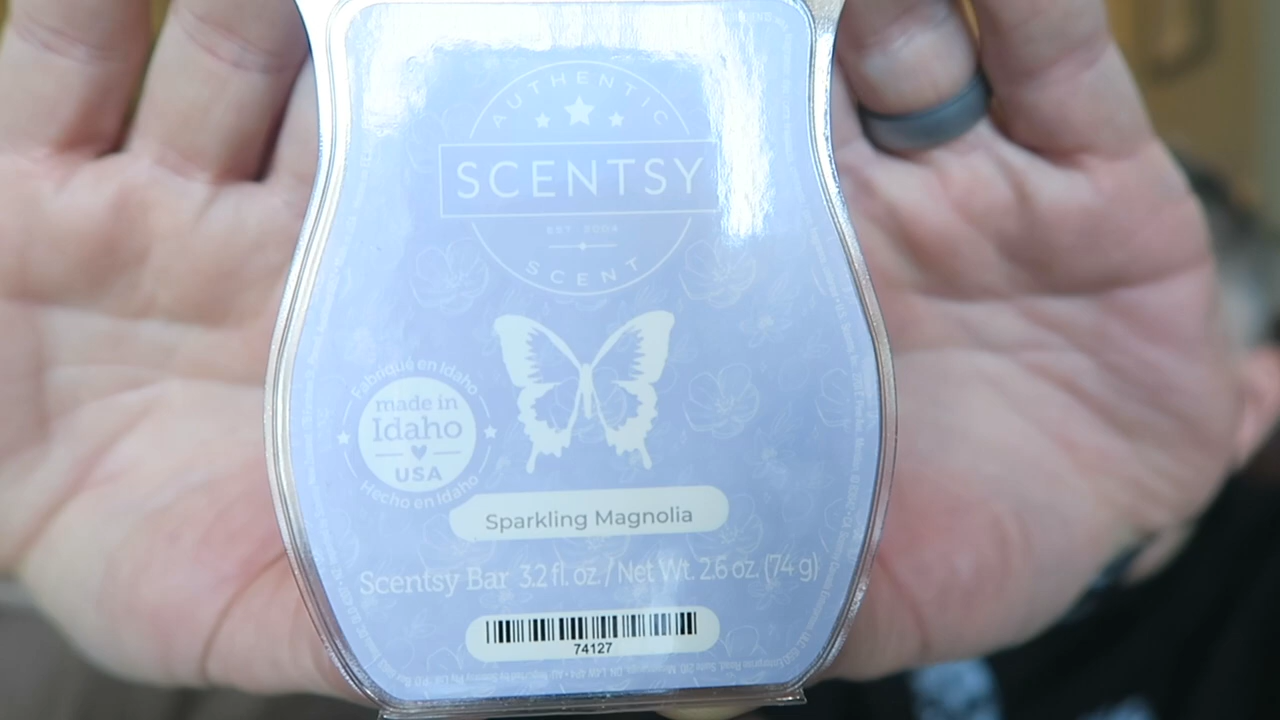 AUTHENTIC
SCENTSY
EST 2004
SCENT
Fabriqué en Idaho
made in
Idaho
USA
Hecho en Idaho
Sparkling Magnolia
Scentsy Bar 3.2 fl. oz. / Net Wt. 2.6 oz. (74 g)
74127